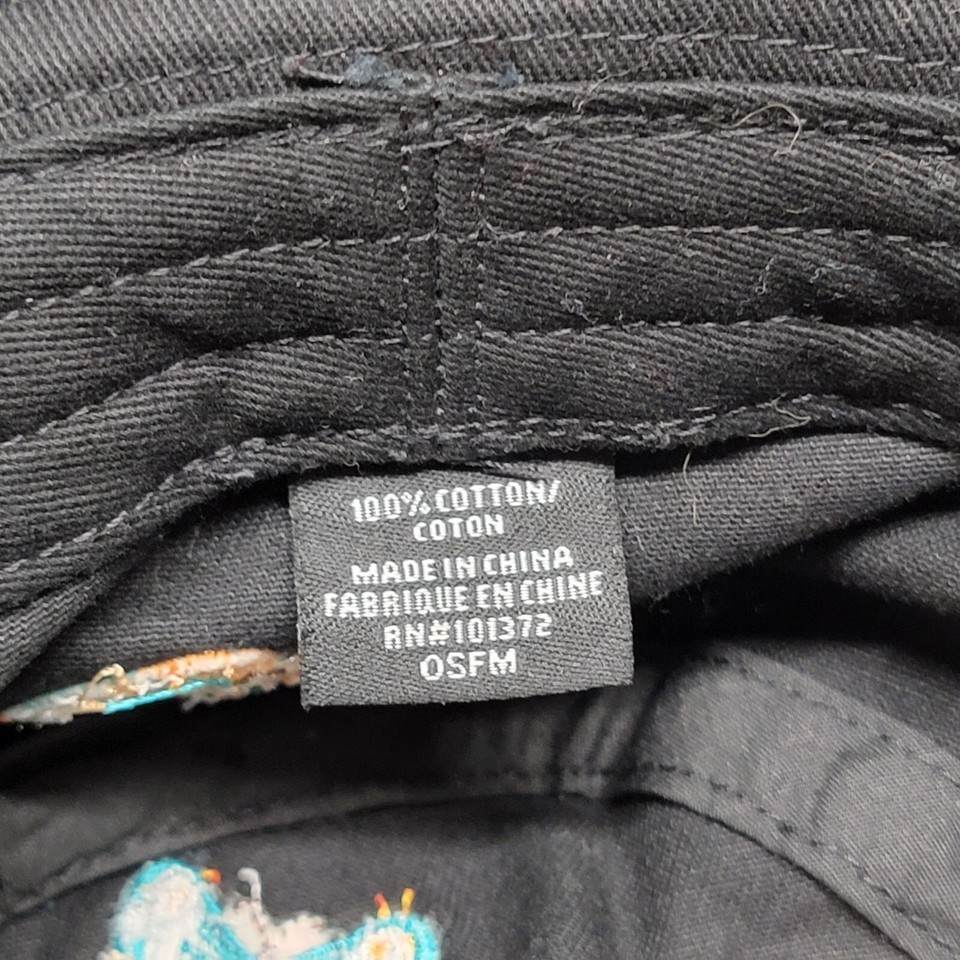 100% COTTON/
COTON
MADE IN CHINA
FABRIQUE EN CHINE
RN#101372
OSFM